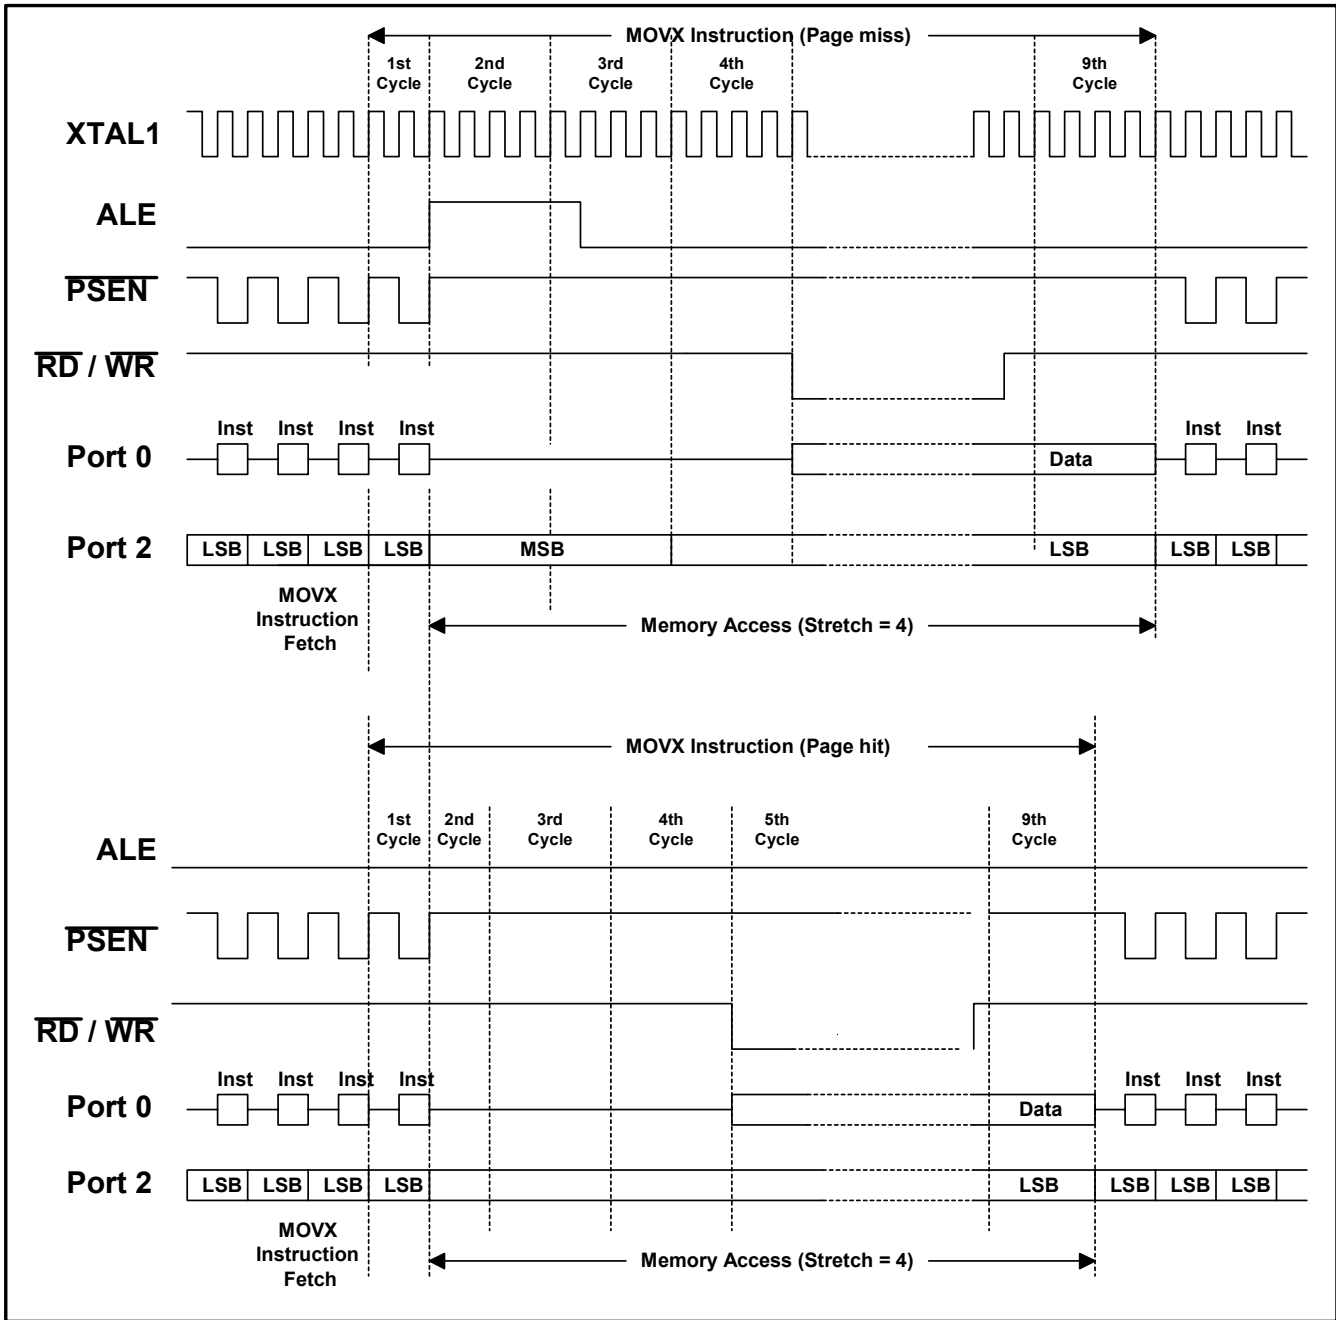 MOVX Instruction (Page miss)
1st Cycle
2nd Cycle
3rd Cycle
4th Cycle
9th Cycle
XTAL1
ALE
PSEN
RD / WR
Inst Inst Inst Inst Inst Inst
Port 0
Data
Port 2
LSB LSB LSB LSB MSB LSB LSB LSB
MOVX
Instruction
Fetch
Memory Access (Stretch = 4)
MOVX Instruction (Page hit)
1st Cycle
2nd Cycle
3rd Cycle
4th Cycle
5th Cycle
9th Cycle
ALE
PSEN
RD / WR
Inst Inst Inst Inst Inst Inst Inst
Port 0
Data
Port 2
LSB LSB LSB LSB LSB LSB LSB LSB
MOVX
Instruction
Fetch
Memory Access (Stretch = 4)